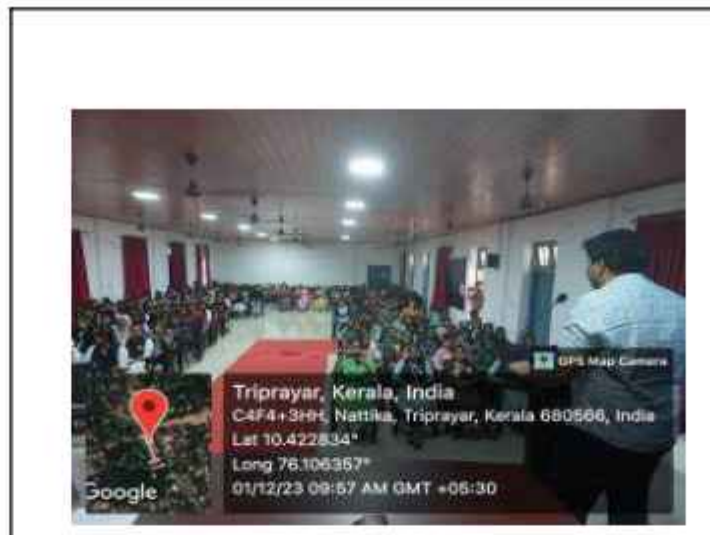 GPS Map Camera
Triprayar, Kerala, India
C4F4+3HH, Nattika, Triprayar, Kerala 680566, India
Lat 10.422834°
Long 76.106357°
01/12/23 09:57 AM GMT +05:30
Google